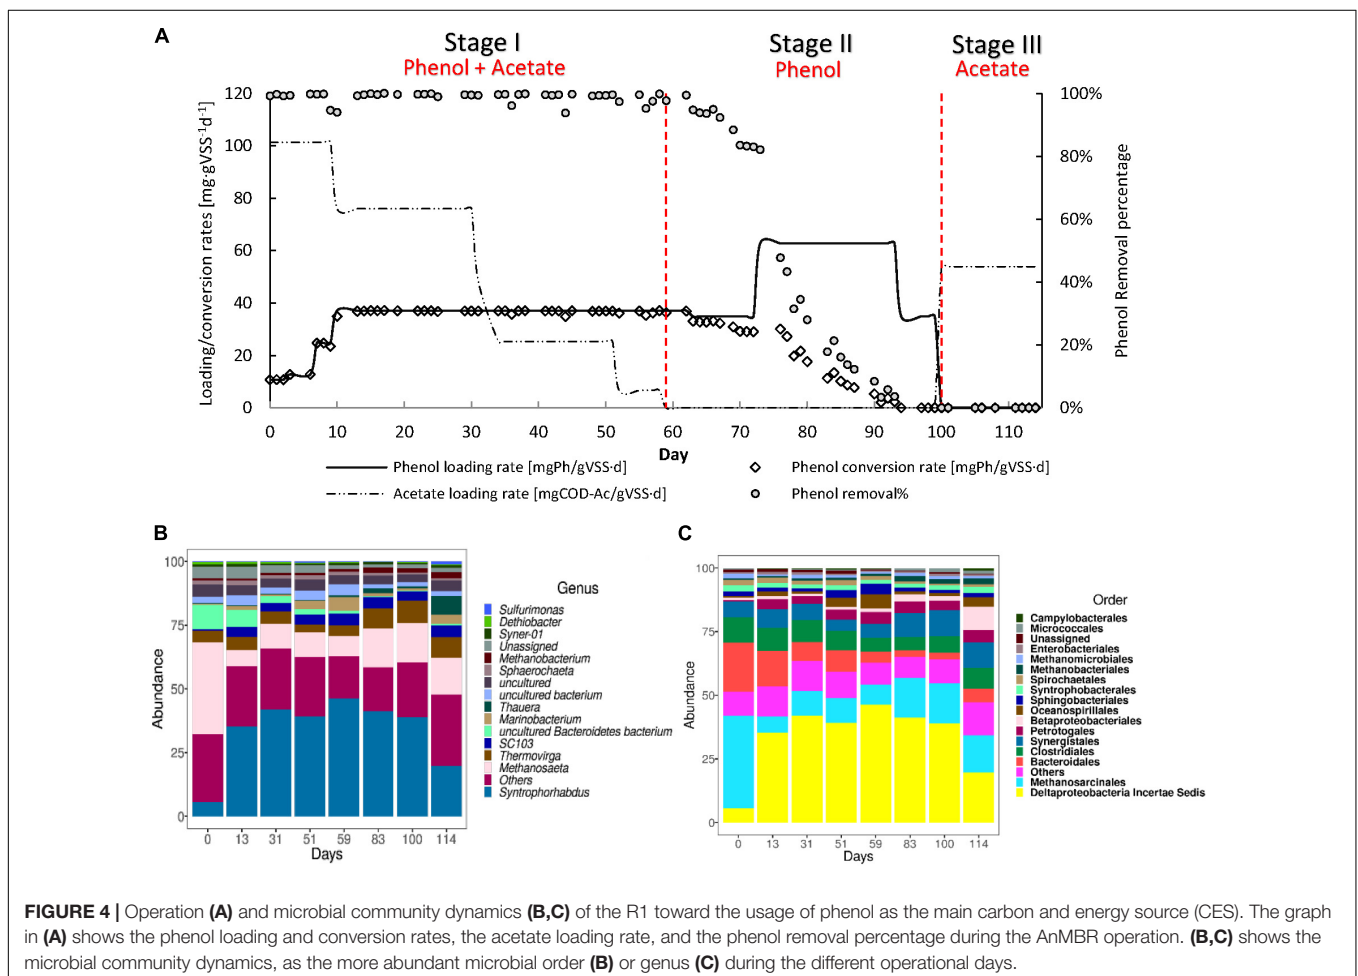 A
Stage I
Phenol + Acetate
Stage II
Phenol
Stage III
Acetate
Loading/conversion rates [mg·gVSS-1d-1]
120
100
80
60
40
20
0
100%
80%
60%
40%
20%
0%
Phenol Removal percentage
0 10 20 30 40 50 60 70 80 90 100 110
Day
Phenol loading rate [mgPh/gVSS·d]
Phenol conversion rate [mgPh/gVSS·d]
Acetate loading rate [mgCOD-Ac/gVSS·d]
Phenol removal%
B
Abundance
100
75
50
25
0
0 13 31 51 59 83 100 114
Days
Genus
Sulfurimonas
Dethiobacter
Syner-01
Unassigned
Methanobacterium
Sphaerochaeta
uncultured
uncultured bacterium
Thauera
Marinobacterium
uncultured Bacteroidetes bacterium
SC103
Thermovirga
Methanosaeta
Others
Syntrophorhabdus
C
Abundance
100
75
50
25
0
0 13 31 51 59 83 100 114
Days
Order
Campylobacterales
Micrococcales
Unassigned
Enterobacteriales
Methanomicrobiales
Methanobacteriales
Spirochaetales
Syntrophobacterales
Sphingobacteriales
Oceanospirillales
Betaproteobacteriales
Petrotogales
Synergistales
Clostridiales
Bacteroidales
Others
Methanosarcinales
Deltaproteobacteria Incertae Sedis
FIGURE 4 | Operation (A) and microbial community dynamics (B,C) of the R1 toward the usage of phenol as the main carbon and energy source (CES). The graph
in (A) shows the phenol loading and conversion rates, the acetate loading rate, and the phenol removal percentage during the AnMBR operation. (B,C) shows the
microbial community dynamics, as the more abundant microbial order (B) or genus (C) during the different operational days.